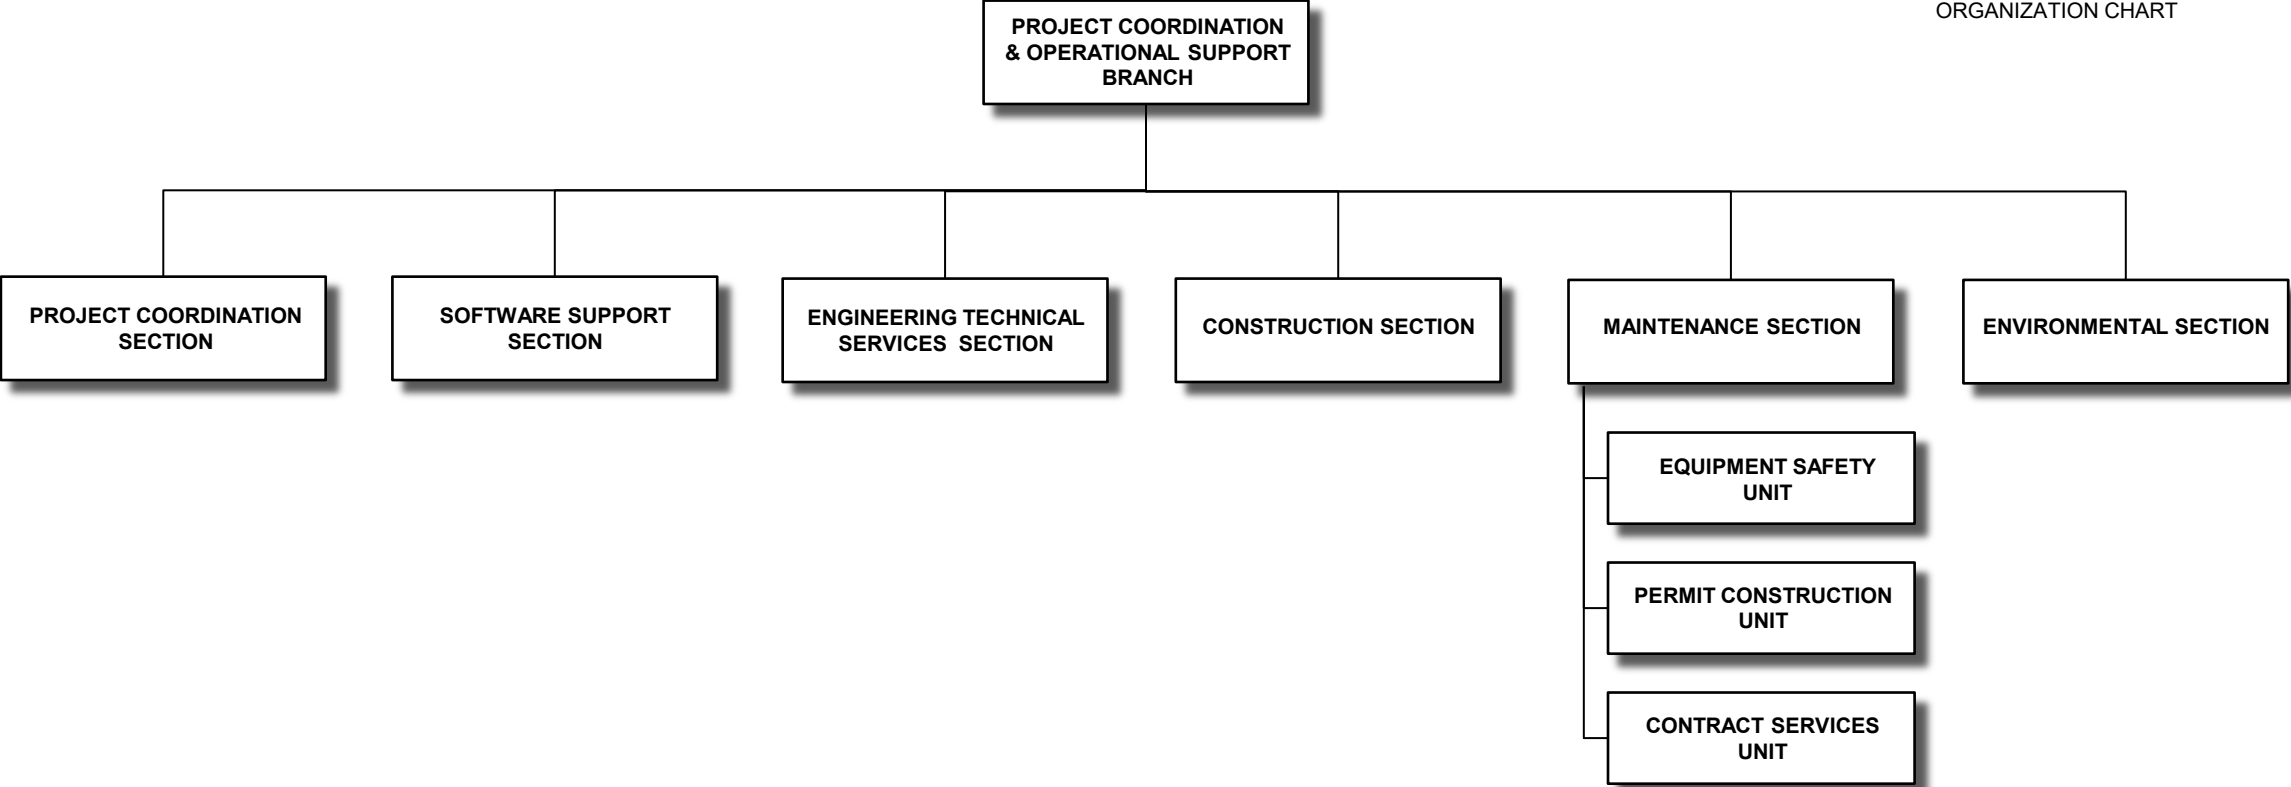 ORGANIZATION CHART
PROJECT COORDINATION
& OPERATIONAL SUPPORT
BRANCH
PROJECT COORDINATION
SECTION
SOFTWARE SUPPORT
SECTION
ENGINEERING TECHNICAL
SERVICES SECTION
CONSTRUCTION SECTION
MAINTENANCE SECTION
ENVIRONMENTAL SECTION
EQUIPMENT SAFETY
UNIT
PERMIT CONSTRUCTION
UNIT
CONTRACT SERVICES
UNIT